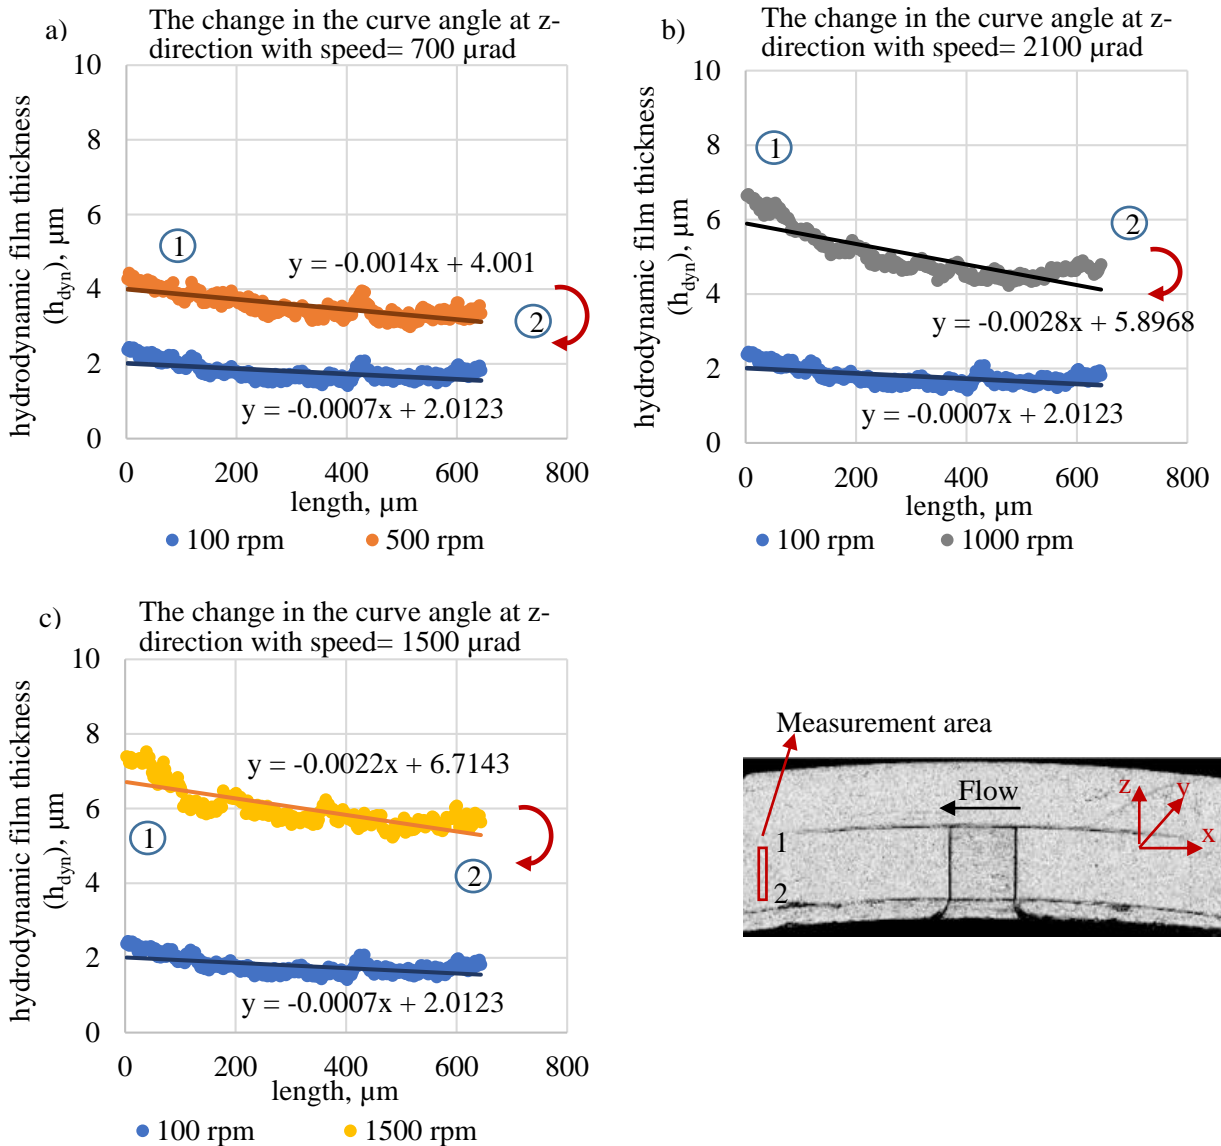 a)
The change in the curve angle at z-
direction with speed= 700 µrad
hydrodynamic film thickness
(hdyn), µm
10
8
6
4
2
0
1
2
y = -0.0014x + 4.001
y = -0.0007x + 2.0123
0 200 400 600 800
length, µm
100 rpm 500 rpm
b)
The change in the curve angle at z-
direction with speed= 2100 µrad
hydrodynamic film thickness
(hdyn), µm
10
8
6
4
2
0
1
2
y = -0.0028x + 5.8968
y = -0.0007x + 2.0123
0 200 400 600 800
length, µm
100 rpm 1000 rpm
c)
The change in the curve angle at z-
direction with speed= 1500 µrad
hydrodynamic film thickness
(hdyn), µm
10
8
6
4
2
0
y = -0.0022x + 6.7143
1
2
y = -0.0007x + 2.0123
0 200 400 600 800
length, µm
100 rpm 1500 rpm
Measurement area
Flow
z y
x
1
2